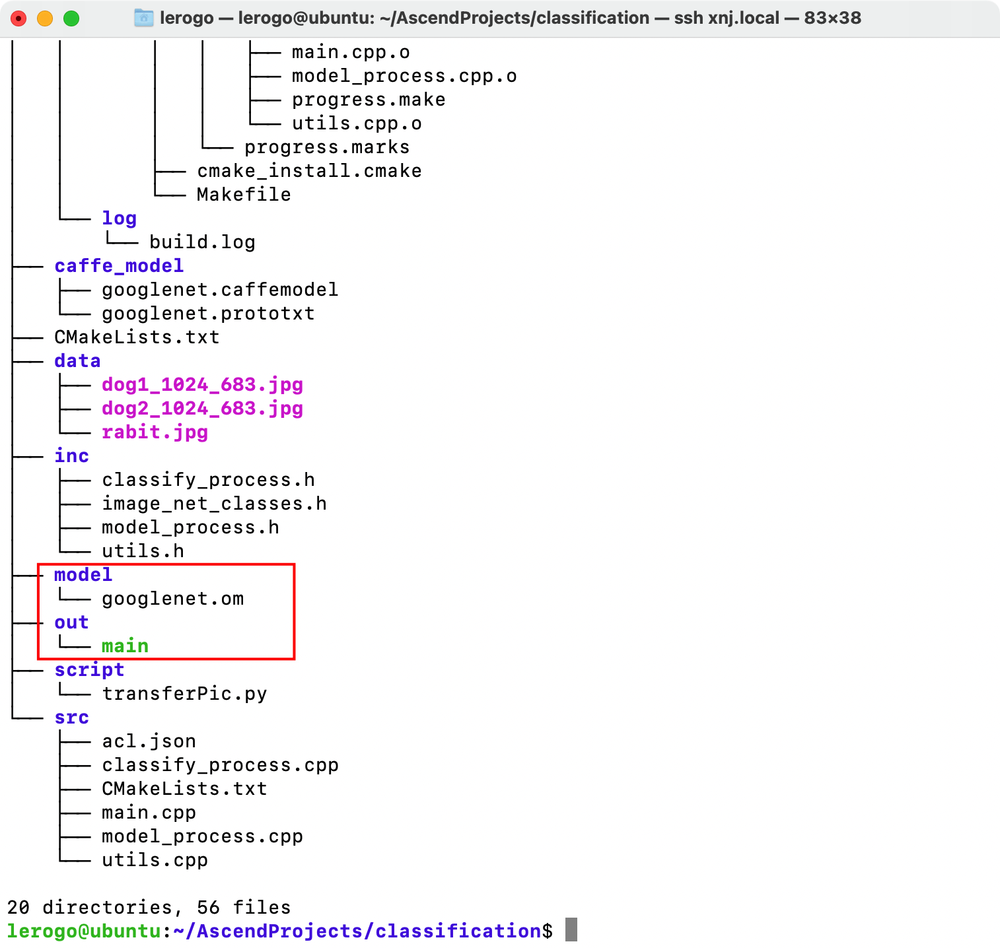 lerogo — lerogo@ubuntu: ~/AscendProjects/classification — ssh xnj.local — 83×38
│   │       │   │   ├── main.cpp.o
│   │       │   │   ├── model_process.cpp.o
│   │       │   │   ├── progress.make
│   │       │   │   └── utils.cpp.o
│   │       │   └── progress.marks
│   │       ├── cmake_install.cmake
│   │       └── Makefile
│   └── log
│       └── build.log
├── caffe_model
│   ├── googlenet.caffemodel
│   └── googlenet.prototxt
├── CMakeLists.txt
├── data
│   ├── dog1_1024_683.jpg
│   ├── dog2_1024_683.jpg
│   └── rabit.jpg
├── inc
│   ├── classify_process.h
│   ├── image_net_classes.h
│   ├── model_process.h
│   └── utils.h
├── model
│   └── googlenet.om
├── out
│   └── main
├── script
│   └── transferPic.py
└── src
    ├── acl.json
    ├── classify_process.cpp
    ├── CMakeLists.txt
    ├── main.cpp
    ├── model_process.cpp
    └── utils.cpp
20 directories, 56 files
lerogo@ubuntu:~/AscendProjects/classification$